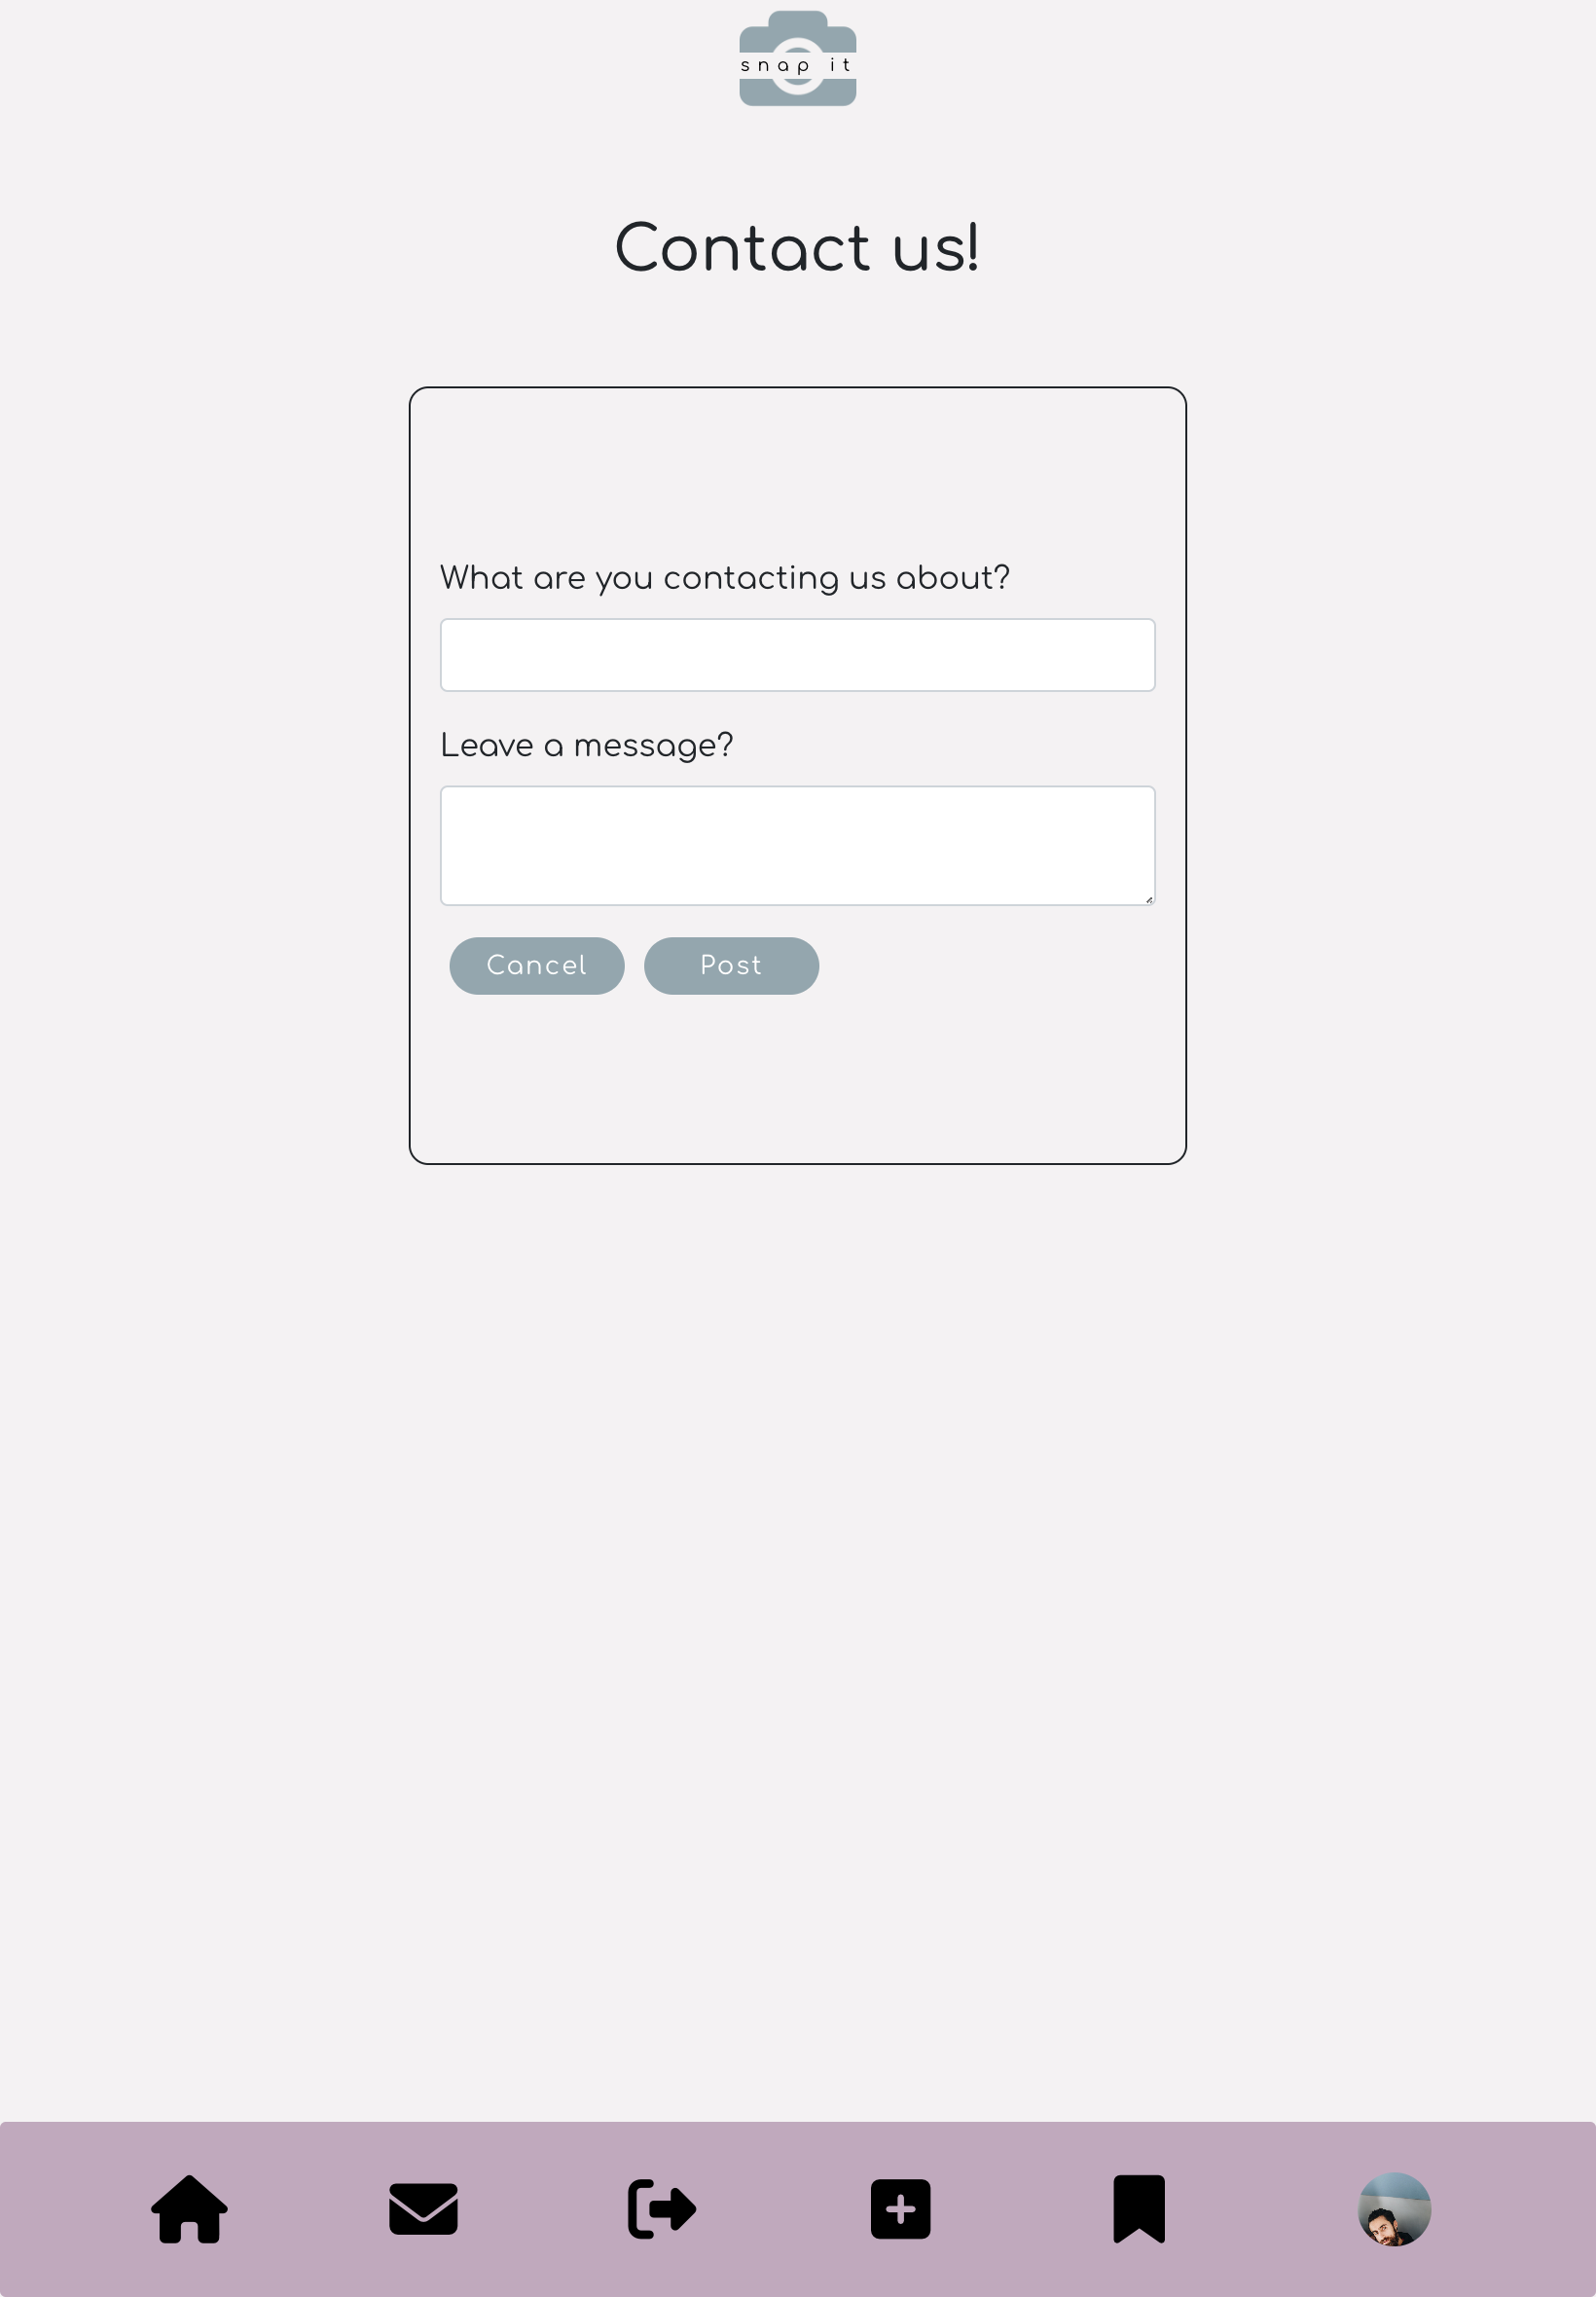 snap it
Contact us!
What are you contacting us about?
Leave a message?
Cancel Post